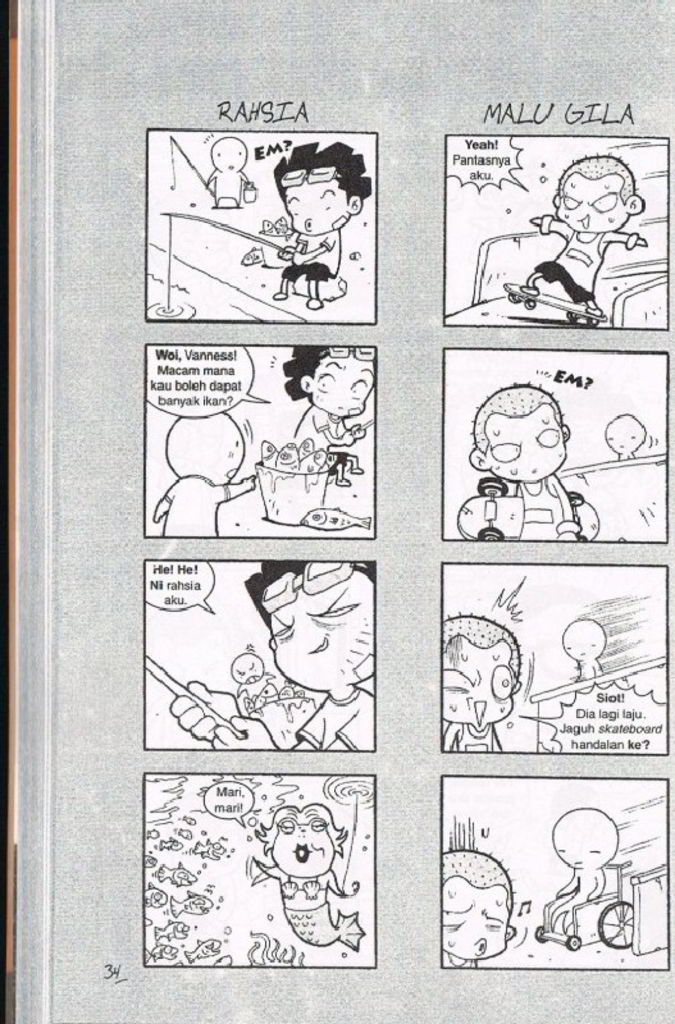 RAHSIA
EM?
Woi, Vanness!
Macam mana
kau boleh dapat
banyak ikan?
He! He!
Ni rahsia
aku.
Mari,
mari!
MALU GILA
Yeah!
Pantasnya
aku.
EM?
Siot!
Dia lagi laju.
Jaguh skateboard
handalan ke?
34